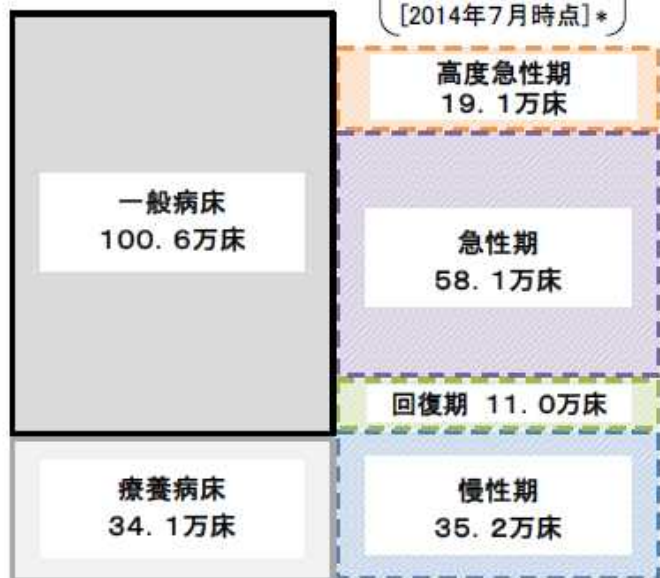 [2014年7月時点]*
一般病床
100.6万床
療養病床
34.1万床
高度急性期
19.1万床
急性期
58.1万床
回復期 11.0万床
慢性期
35.2万床